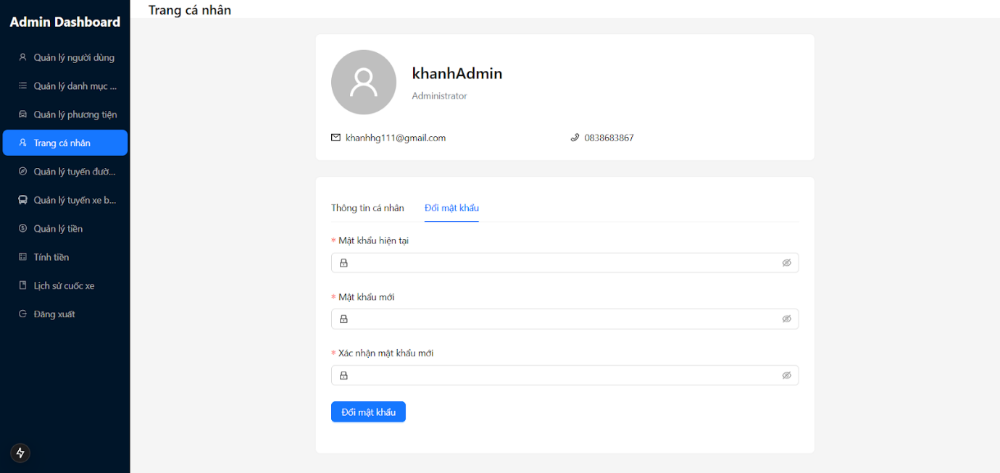 Admin Dashboard
Quản lý người dùng
Quản lý danh mục ...
Quản lý phương tiện
Trang cá nhân
Quản lý tuyến đườ...
Quản lý tuyến xe b...
Quản lý tiền
Tính tiền
Lịch sử cuốc xe
Đăng xuất
Trang cá nhân
khanhAdmin
Administrator
khanhhg111@gmail.com
0838683867
Thông tin cá nhân
Đổi mật khẩu
* Mật khẩu hiện tại
* Mật khẩu mới
* Xác nhận mật khẩu mới
Đổi mật khẩu